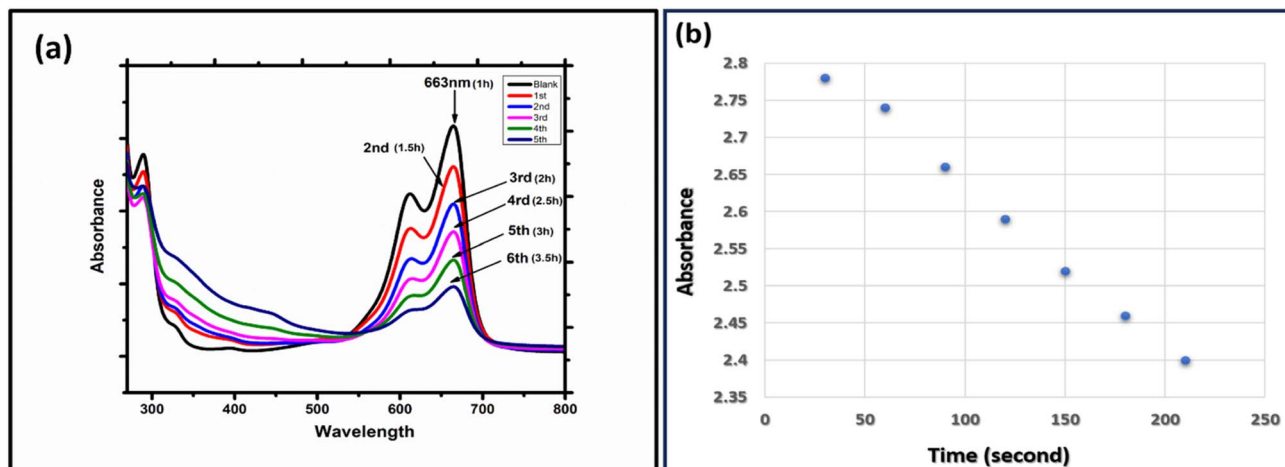 (a)
663nm (1h)
Blank
1st
2nd
3rd
4th
5th
2nd (1.5h)
3rd (2h)
4rd (2.5h)
5th (3h)
6th (3.5h)
Absorbance
300 400 500 600 700 800
Wavelength
(b)
2.8
2.75
2.7
2.65
2.6
2.55
2.5
2.45
2.4
2.35
Absorbance
0 50 100 150 200 250
Time (second)